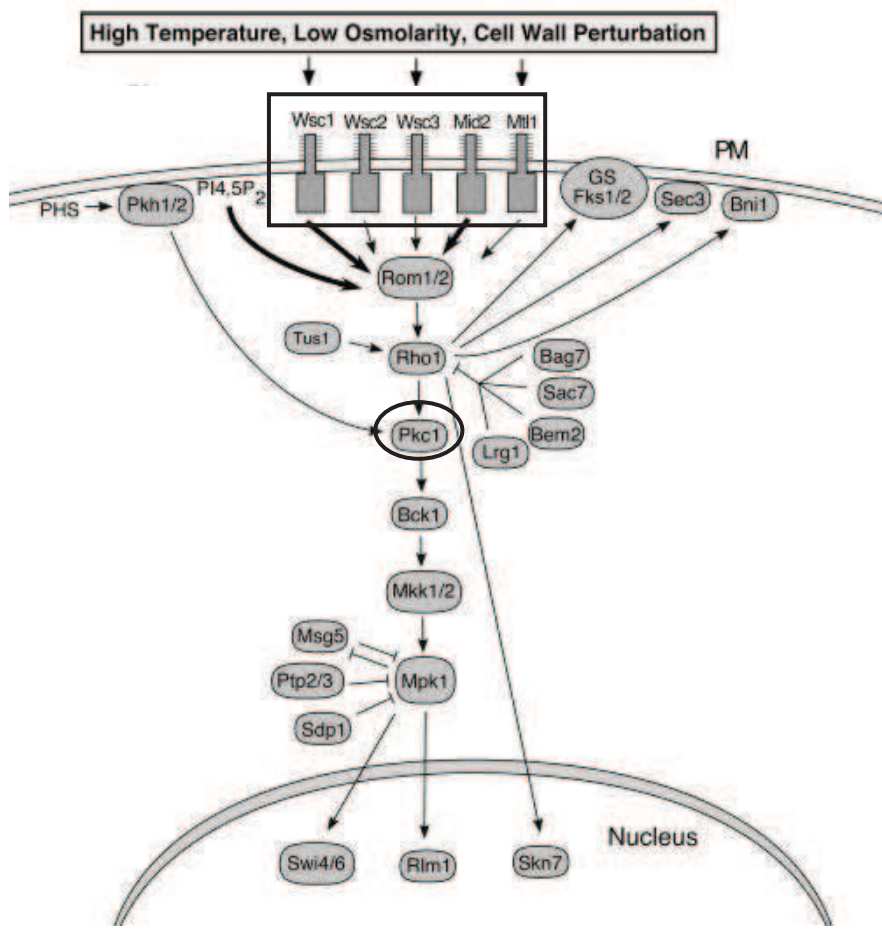 High Temperature, Low Osmolarity, Cell Wall Perturbation
Wsc1 Wsc2 Wsc3 Mid2 Mtl1
PM
GS
Fks1/2
Sec3
Bni1
PHS
Pkh1/2
PI4,5P2
Rom1/2
Tus1
Rho1
Bag7
Sac7
Bem2
Lrg1
Pkc1
Bck1
Mkk1/2
Msg5
Ptp2/3
Mpk1
Sdp1
Nucleus
Swi4/6
Rlm1
Skn7